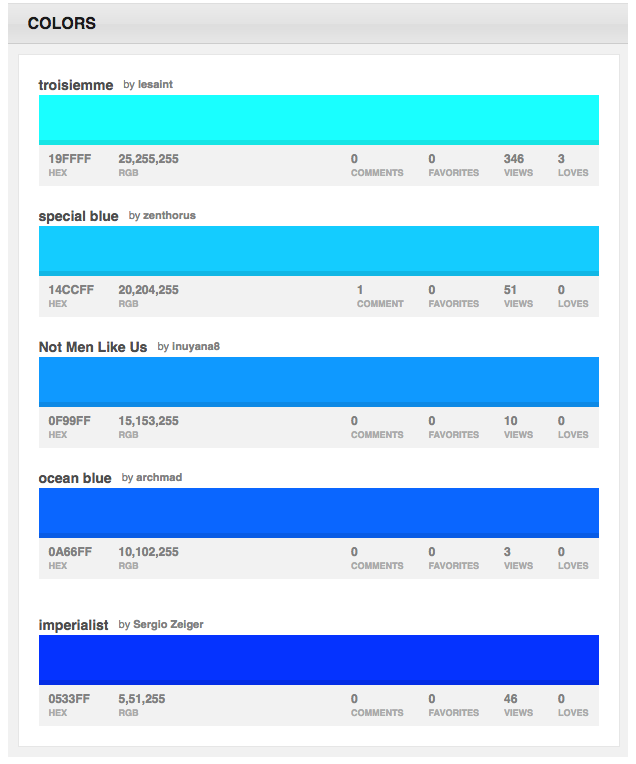 COLORS
troisiemme by lesaint
19FFFF 25,255,255 0 0 346 3
HEX RGB COMMENTS FAVORITES VIEWS LOVES
special blue by zenthorus
14CCFF 20,204,255 1 0 51 0
HEX RGB COMMENT FAVORITES VIEWS LOVES
Not Men Like Us by inuyana8
0F99FF 15,153,255 0 0 10 0
HEX RGB COMMENTS FAVORITES VIEWS LOVES
ocean blue by archmad
0A66FF 10,102,255 0 0 3 0
HEX RGB COMMENTS FAVORITES VIEWS LOVES
imperialist by Sergio Zeiger
0533FF 5,51,255 0 0 46 0
HEX RGB COMMENTS FAVORITES VIEWS LOVES